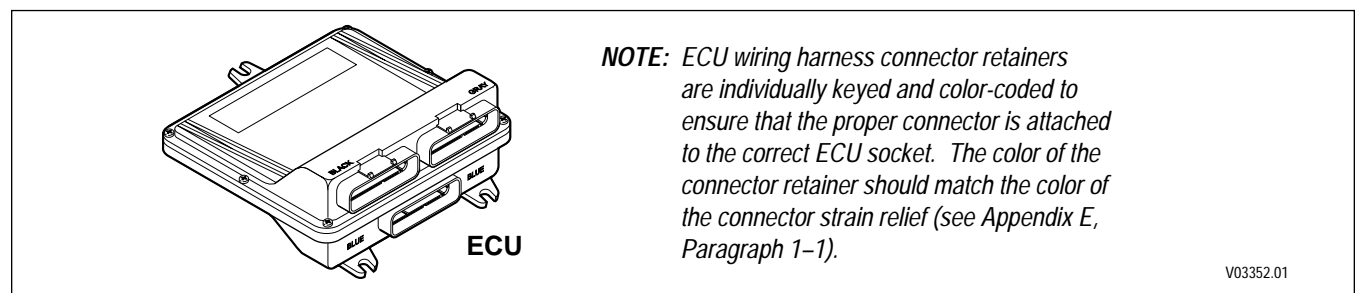 BLACK
GRAY
BLUE
BLUE
ECU
NOTE: ECU wiring harness connector retainers
are individually keyed and color-coded to
ensure that the proper connector is attached
to the correct ECU socket. The color of the
connector retainer should match the color of
the connector strain relief (see Appendix E,
Paragraph 1–1).
V03352.01